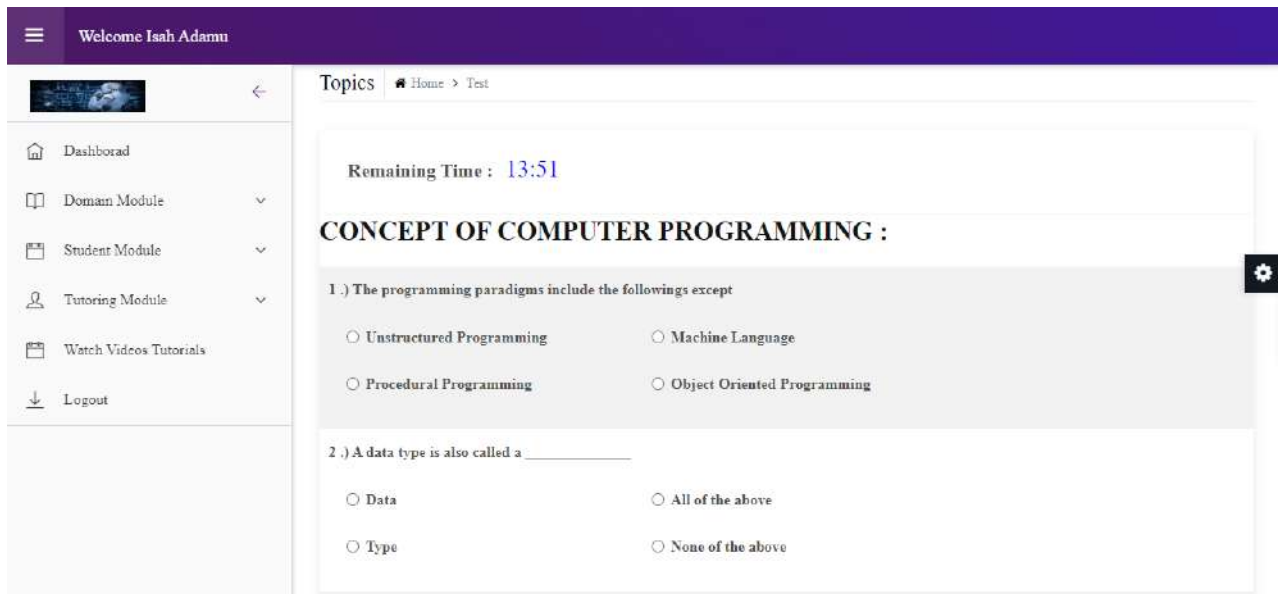 Welcome Isah Adamu
Topics Home > Test
Dashborad
Domain Module
Student Module
Tutoring Module
Watch Videos Tutorials
Logout
Remaining Time : 13:51
CONCEPT OF COMPUTER PROGRAMMING :
1 .) The programming paradigms include the followings except
Unstructured Programming Machine Language
Procedural Programming Object Oriented Programming
2 .) A data type is also called a ______________
Data All of the above
Type None of the above